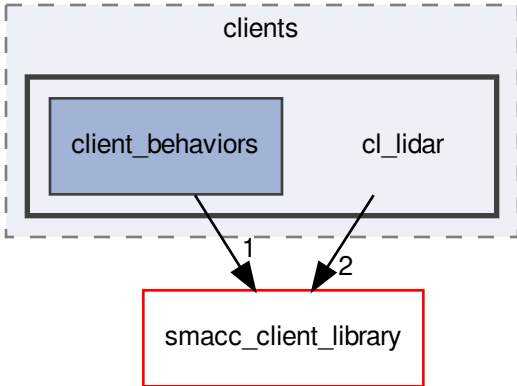 clients
client_behaviors
cl_lidar
1
2
smacc_client_library